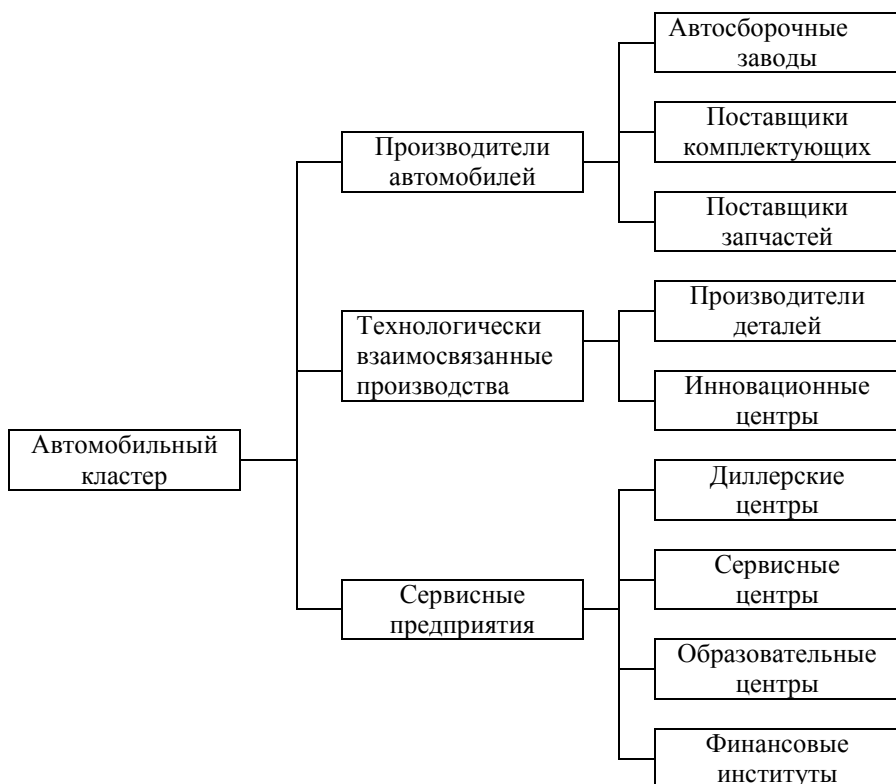 Автосборочные
заводы
Поставщики
комплектующих
Производители
автомобилей
Поставщики
запчастей
Производители
деталей
Технологически
взаимосвязанные
производства
Инновационные
центры
Автомобильный
кластер
Диллерские
центры
Сервисные
центры
Сервисные
предприятия
Образовательные
центры
Финансовые
институты